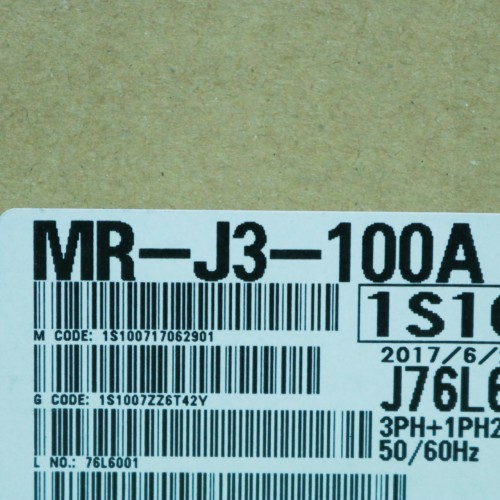 MR-J3-100A
1S1
M CODE: 1S100717062901
2017/6/
G CODE: 1S1007ZZ6T42Y
J76L6
3PH+1PH2
50/60Hz
L NO.: 76L6001